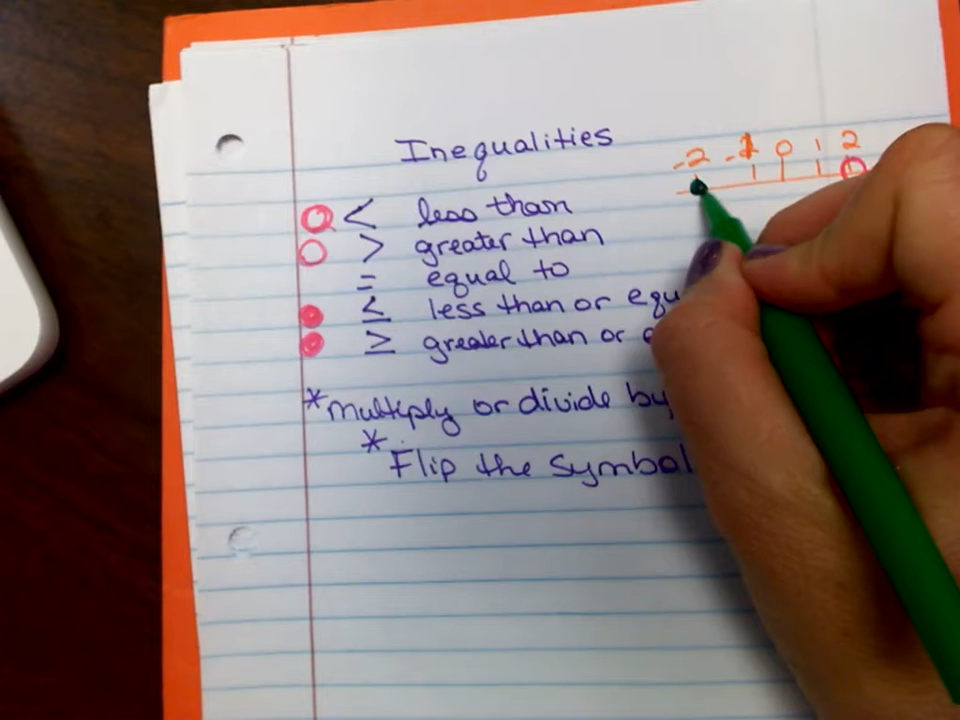 Inequalities
-2 -1 0 1 2
< less than
> greater than
= equal to
≤ less than or equ
≥ greater than or
*Multiply or divide by
* Flip the symbol